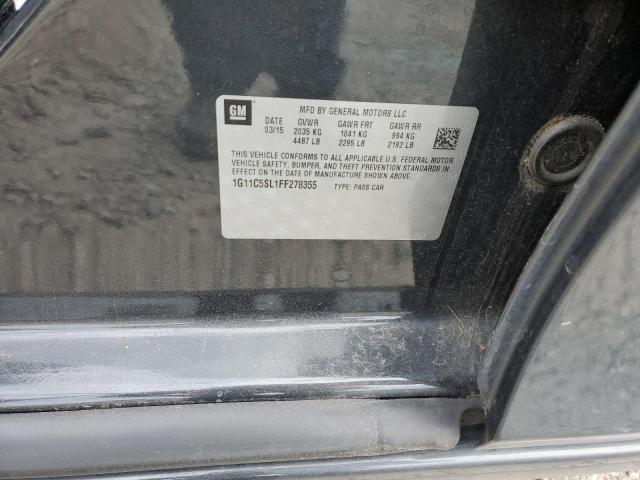 GM
MFD BY GENERAL MOTORS LLC
DATE GVWR GAWR FRT GAWR RR
03/15 2035 KG 1041 KG 994 KG
4487 LB 2295 LB 2192 LB
THIS VEHICLE CONFORMS TO ALL APPLICABLE U.S. FEDERAL MOTOR
VEHICLE SAFETY, BUMPER, AND THEFT PREVENTION STANDARDS IN
EFFECT ON THE DATE OF MANUFACTURE SHOWN ABOVE.
1G11C5SL1FF278355 TYPE: PASS CAR